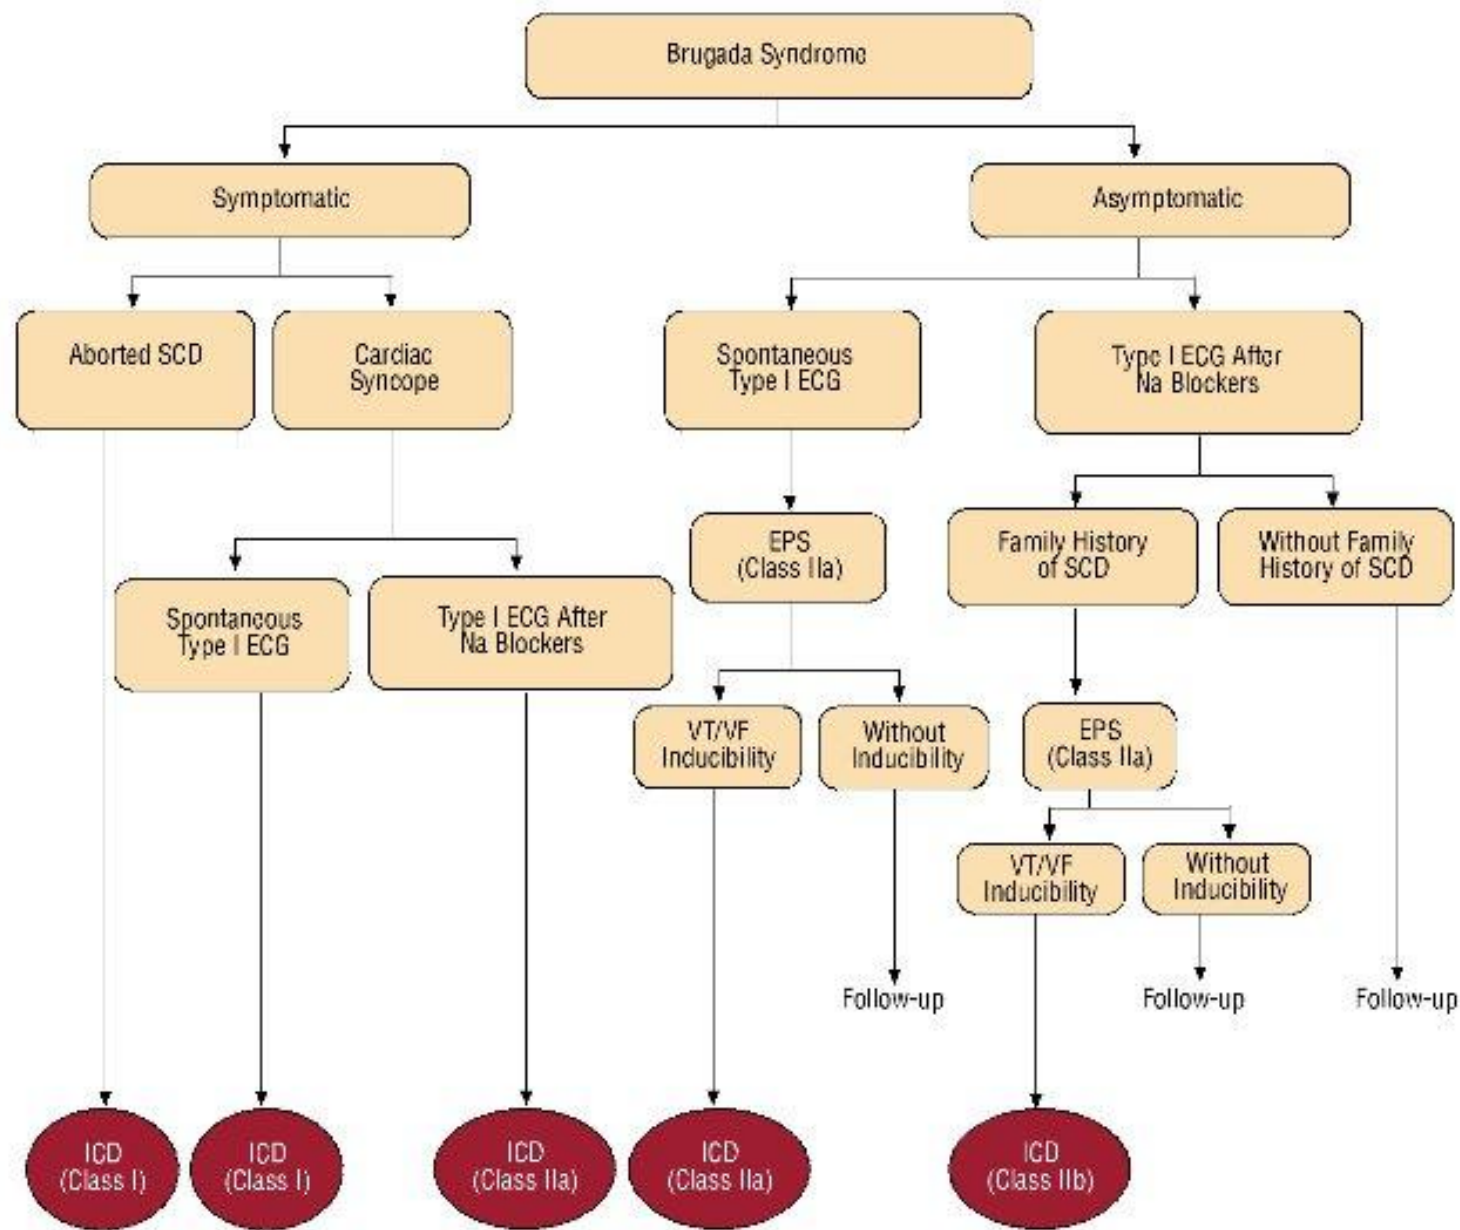 Brugada Syndrome
Symptomatic
Asymptomatic
Aborted SCD
Cardiac
Syncope
Spontaneous
Type I ECG
Type I ECG After
Na Blockers
EPS
(Class IIa)
Family History
of SCD
Without Family
History of SCD
Spontaneous
Type I ECG
Type I ECG After
Na Blockers
VT/VF
Inducibility
Without
Inducibility
EPS
(Class IIa)
VT/VF
Inducibility
Without
Inducibility
Follow-up
Follow-up
Follow-up
ICD
(Class I)
ICD
(Class I)
ICD
(Class IIa)
ICD
(Class IIa)
ICD
(Class IIb)